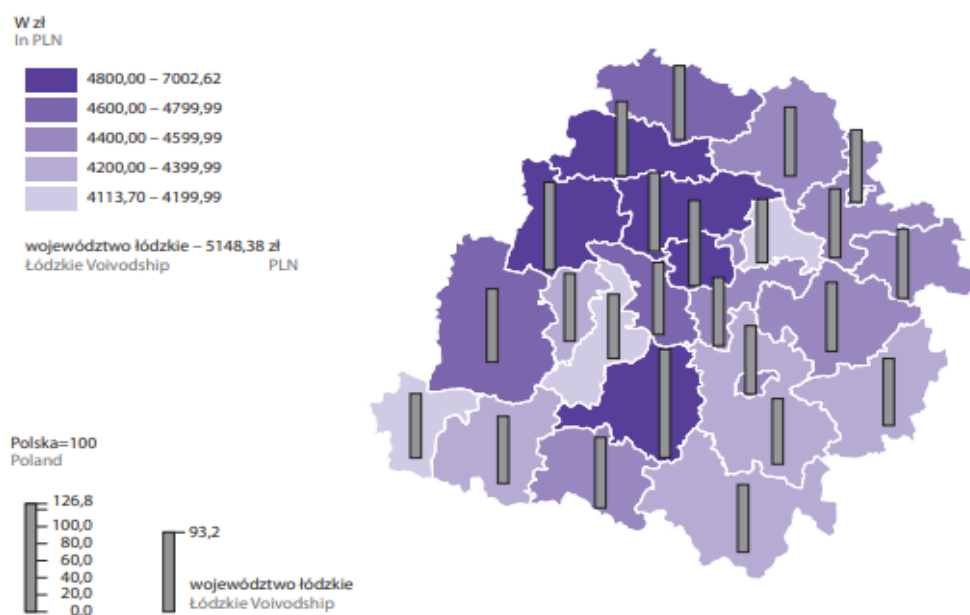 W zł
In PLN
4800,00 – 7002,62
4600,00 – 4799,99
4400,00 – 4599,99
4200,00 – 4399,99
4113,70 – 4199,99
województwo łódzkie – 5148,38 zł
Łódzkie Voivodship PLN
Polska=100
Poland
126,8
100,0
80,0
60,0
40,0
20,0
0,0
93,2
województwo łódzkie
Łódzkie Voivodship